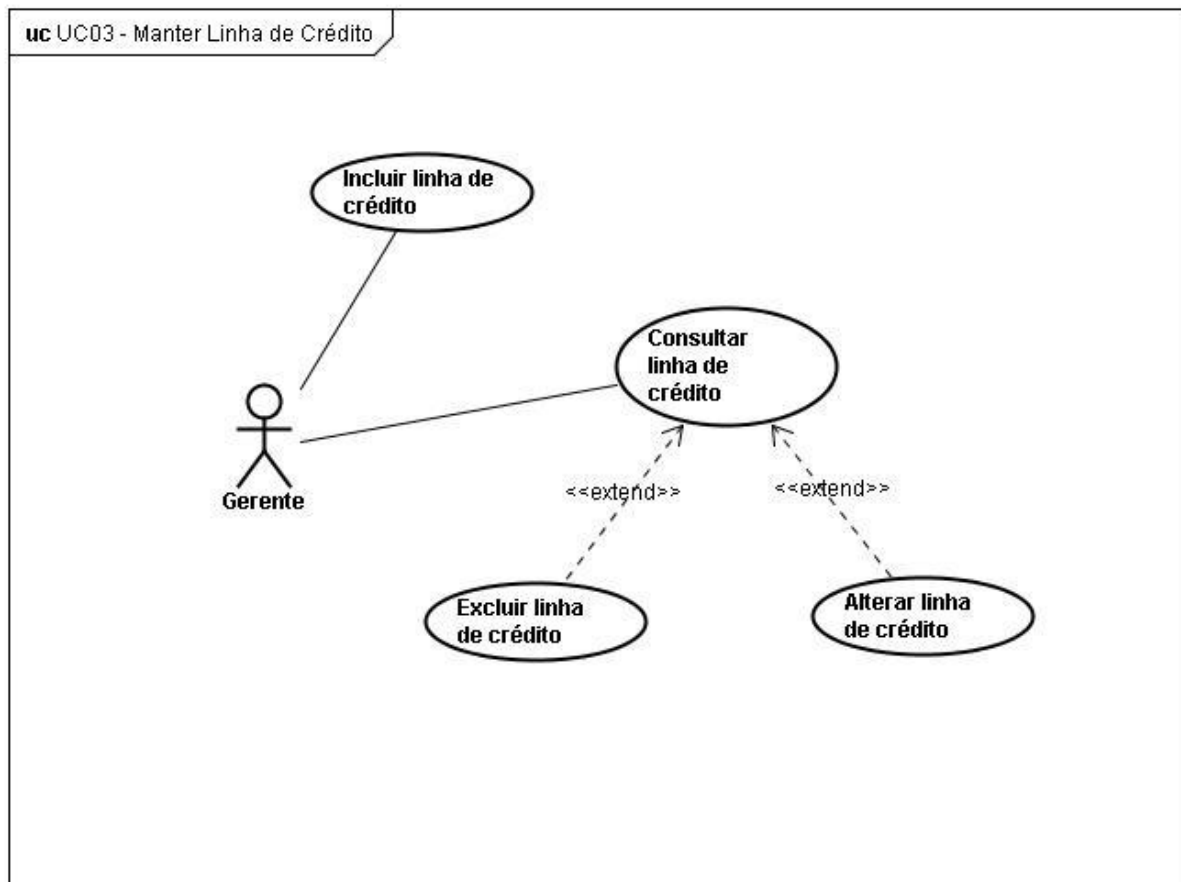 uc UC03 - Manter Linha de Crédito
Incluir linha de
crédito
Consultar
linha de
crédito
Gerente
<<extend>>
<<extend>>
Excluir linha
de crédito
Alterar linha
de crédito